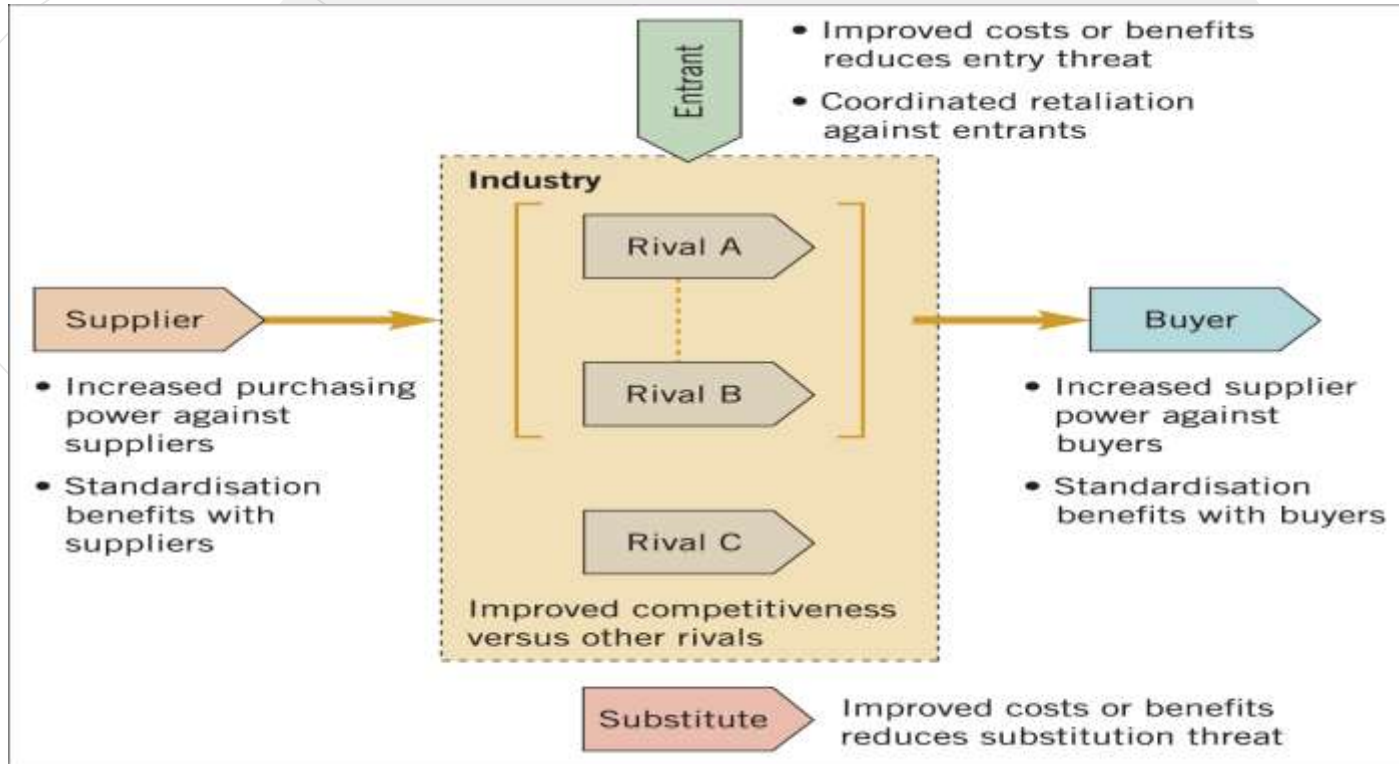 Entrant
• Improved costs or benefits
reduces entry threat
• Coordinated retaliation
against entrants
Industry
Rival A
Supplier
Buyer
Rival B
• Increased purchasing
power against
suppliers
• Standardisation
benefits with
suppliers
• Increased supplier
power against
buyers
• Standardisation
benefits with buyers
Rival C
Improved competitiveness
versus other rivals
Substitute
Improved costs or benefits
reduces substitution threat